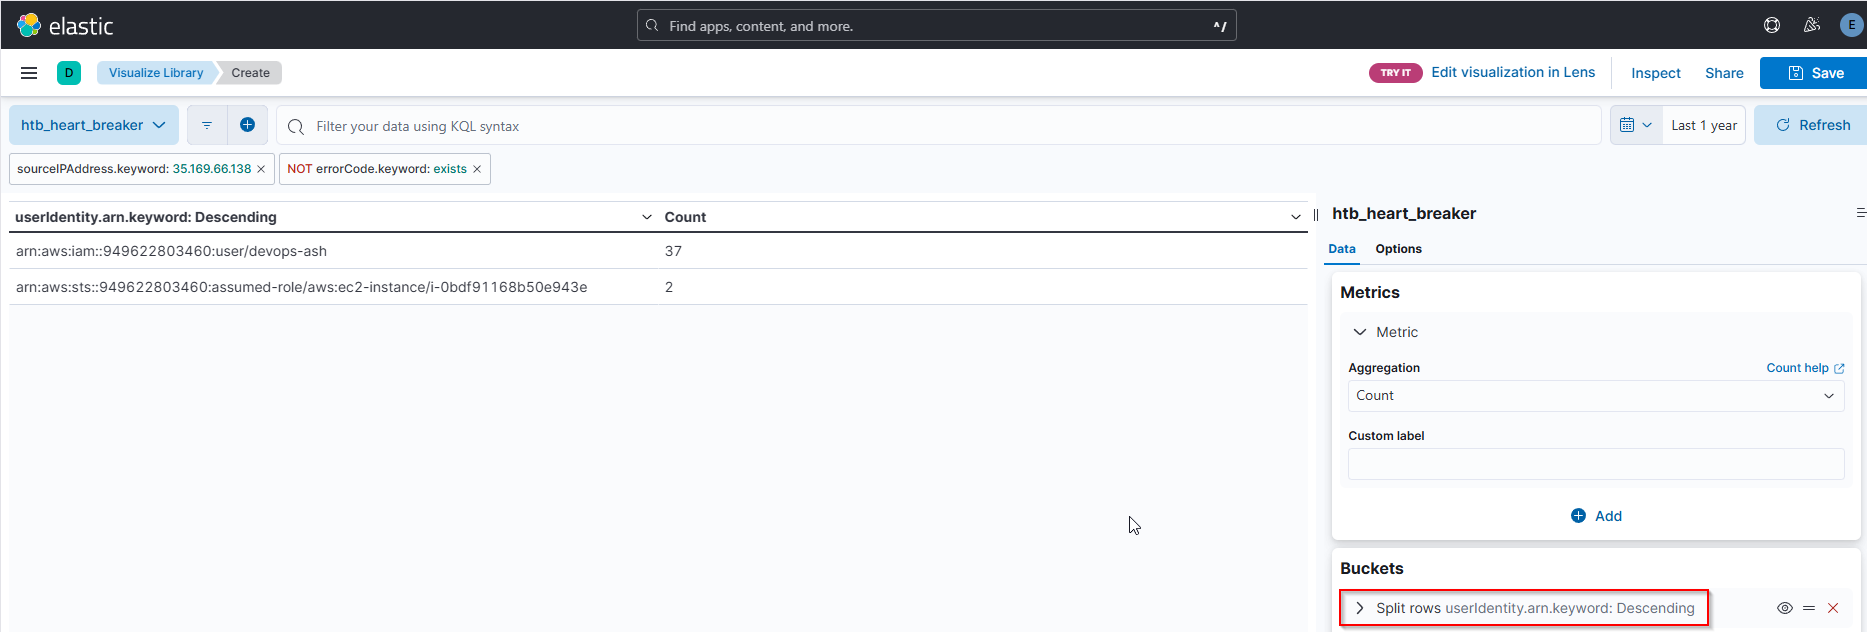 elastic
Find apps, content, and more.
^/
E
D
Visualize Library
Create
TRY IT
Edit visualization in Lens
Inspect
Share
Save
htb_heart_breaker
Filter your data using KQL syntax
Last 1 year
Refresh
sourceIPAddress.keyword: 35.169.66.138 ×
NOT errorCode.keyword: exists ×
userIdentity.arn.keyword: Descending
Count
arn:aws:iam::949622803460:user/devops-ash
37
arn:aws:sts::949622803460:assumed-role/aws:ec2-instance/i-0bdf91168b50e943e
2
htb_heart_breaker
Data
Options
Metrics
Metric
Aggregation
Count help
Count
Custom label
Add
Buckets
Split rows userIdentity.arn.keyword: Descending